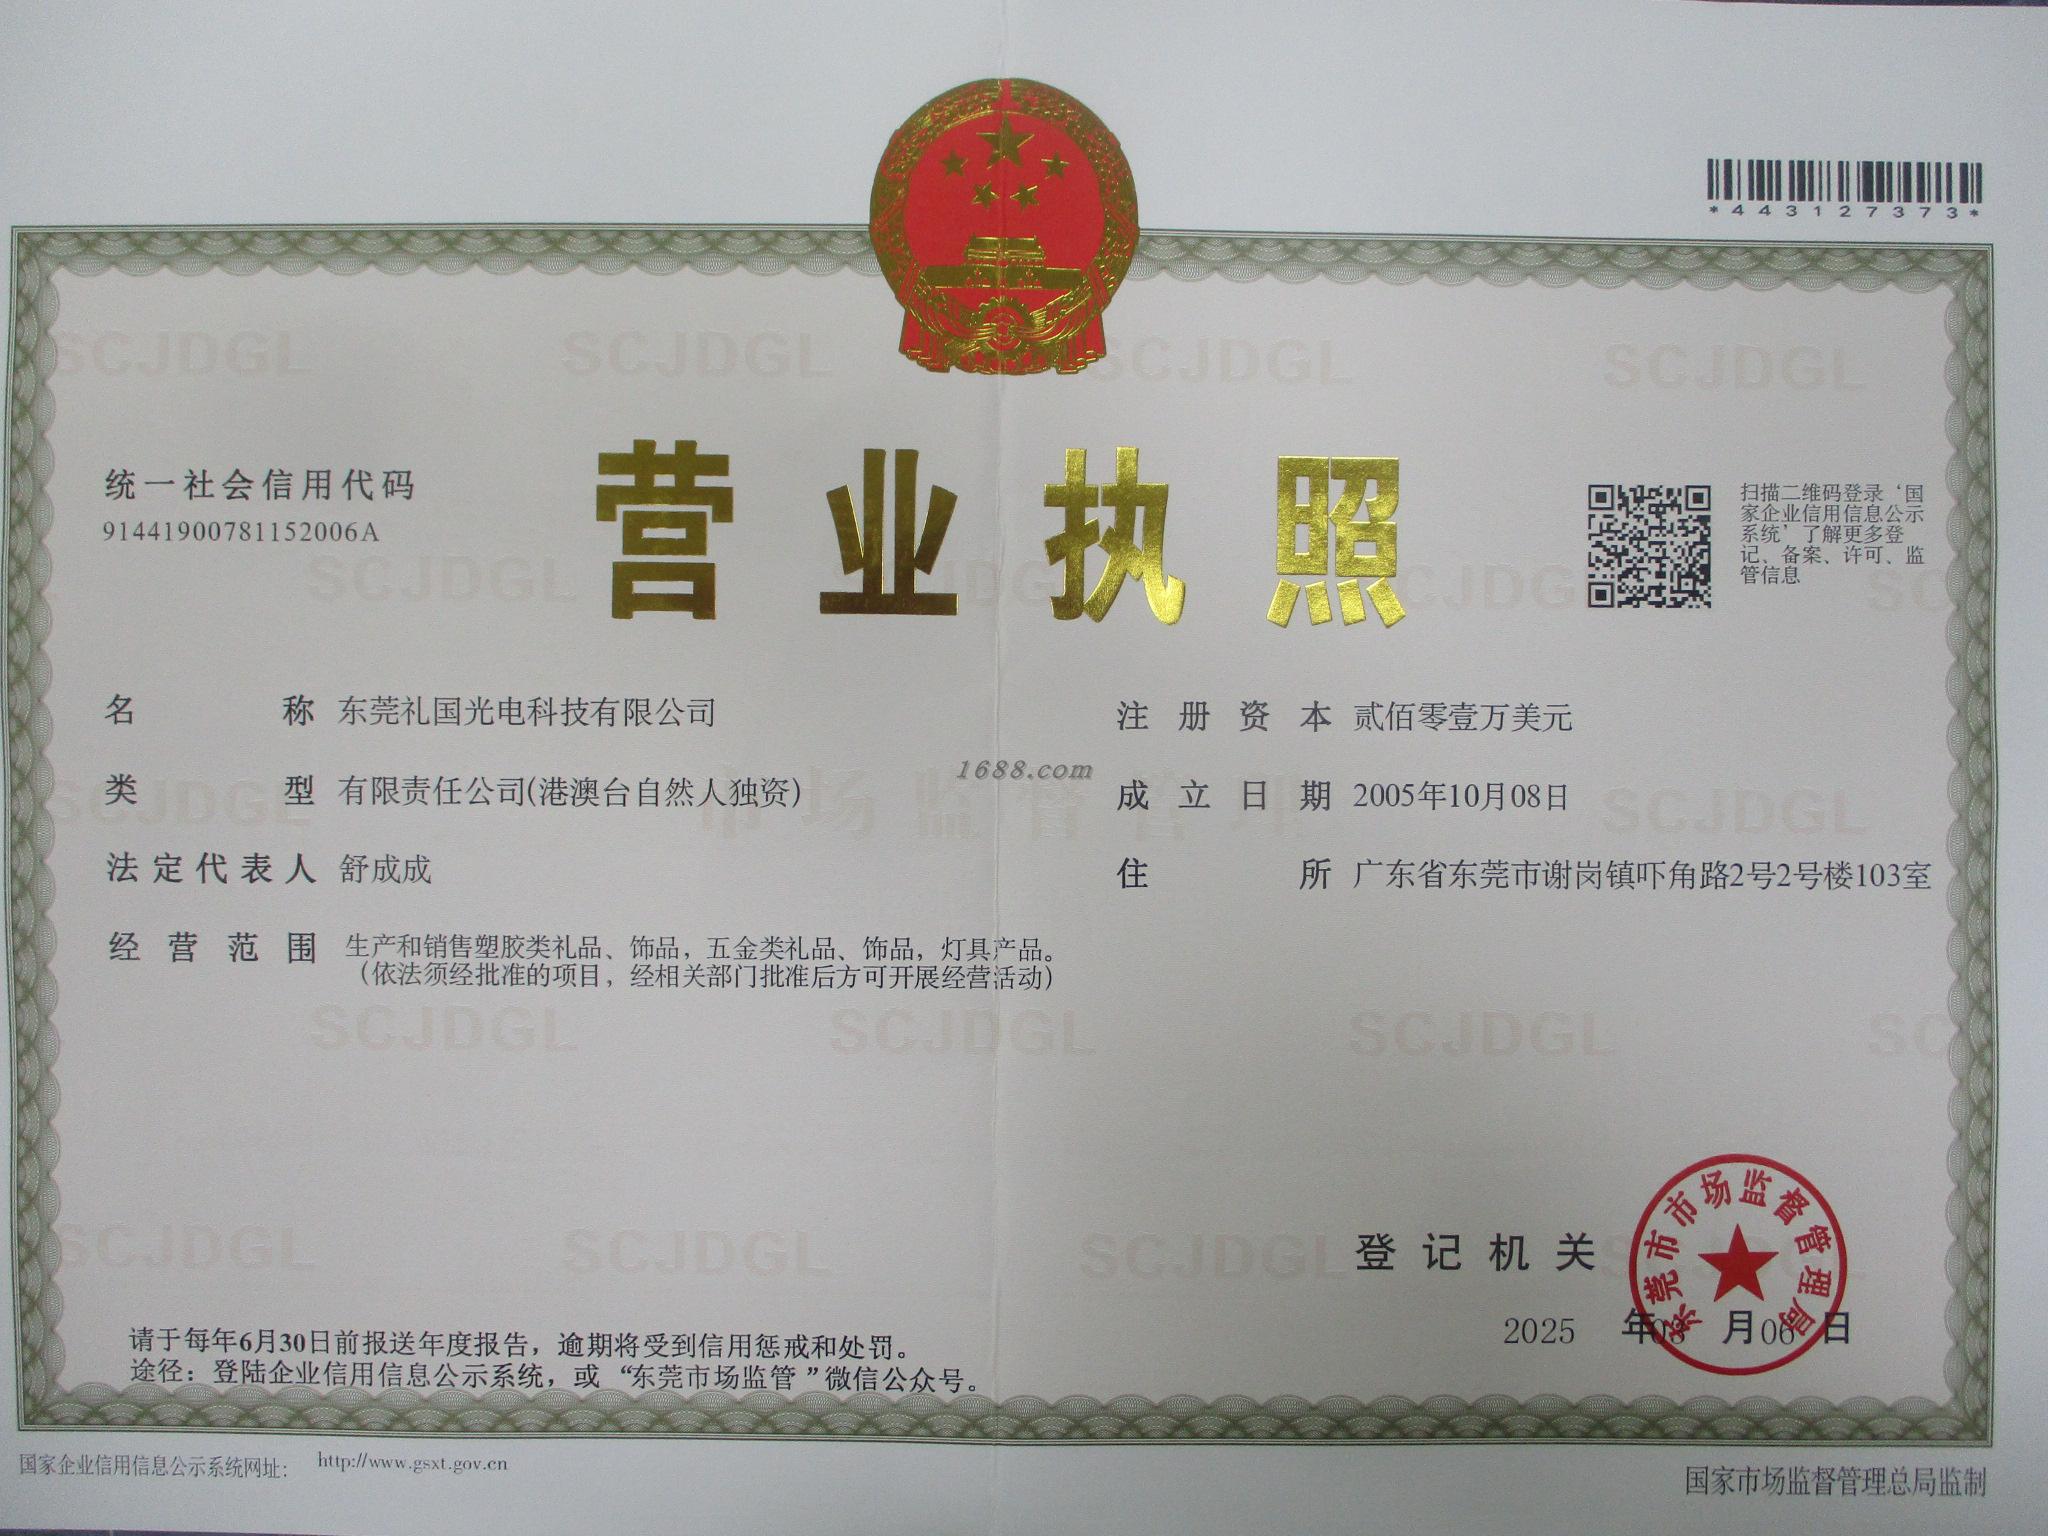 *443127373*
统一社会信用代码
91441900781152006A
营业执照
扫描二维码登录‘国
家企业信用信息公示
系统’了解更多登
记、备案、许可、监
管信息
名称 东莞礼国光电科技有限公司
类型 有限责任公司(港澳台自然人独资)
法定代表人 舒成成
经营范围 生产和销售塑胶类礼品、饰品，五金类礼品、饰品，灯具产品。
（依法须经批准的项目，经相关部门批准后方可开展经营活动）
注册资本 贰佰零壹万美元
成立日期 2005年10月08日
住所 广东省东莞市谢岗镇吓角路2号2号楼103室
1688.com
市场监督管理
SCJDGL
登记机关
东莞市市场监督管理局
2025 年 月06日
请于每年6月30日前报送年度报告，逾期将受到信用惩戒和处罚。
途径：登陆企业信用信息公示系统，或“东莞市场监管”微信公众号。
国家企业信用信息公示系统网址：http://www.gsxt.gov.cn
国家市场监督管理总局监制